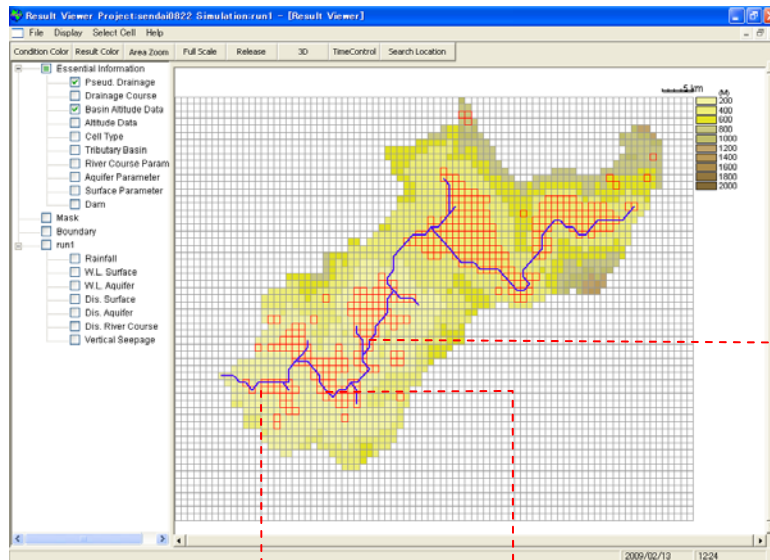 Result Viewer Project:sendai0822 Simulation:run1 - [Result Viewer]
File Display Select Cell Help
Condition Color Result Color Area Zoom Full Scale Release 3D TimeControl Search Location
Essential Information
Pseud. Drainage
Drainage Course
Basin Altitude Data
Altitude Data
Cell Type
Tributary Basin
River Course Param
Aquifer Parameter
Surface Parameter
Dam
Mask
Boundary
run1
Rainfall
W.L. Surface
W.L. Aquifer
Dis. Surface
Dis. Aquifer
Dis. River Course
Vertical Seepage
5 km
(M)
200
400
600
800
1000
1200
1400
1600
1800
2000
2009/02/13 12:24